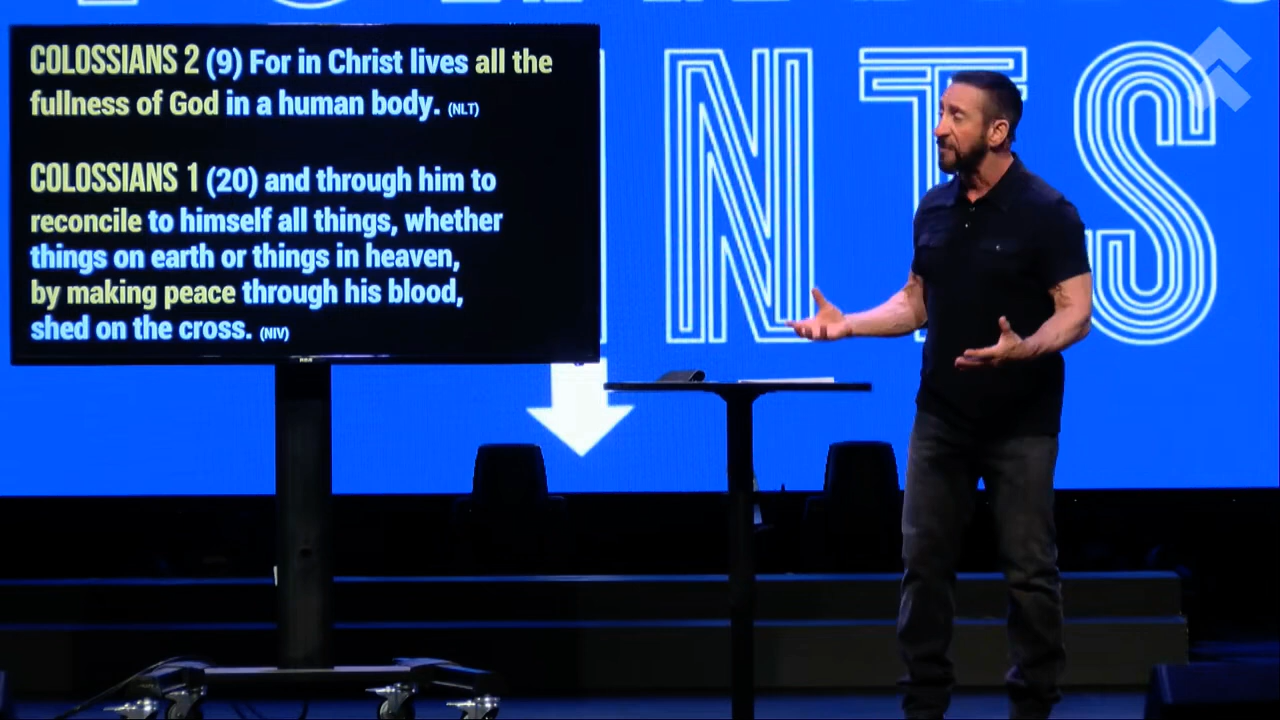 COLOSSIANS 2 (9) For in Christ lives all the
fullness of God in a human body. (NLT)
COLOSSIANS 1 (20) and through him to
reconcile to himself all things, whether
things on earth or things in heaven,
by making peace through his blood,
shed on the cross. (NIV)
RCA
NTS